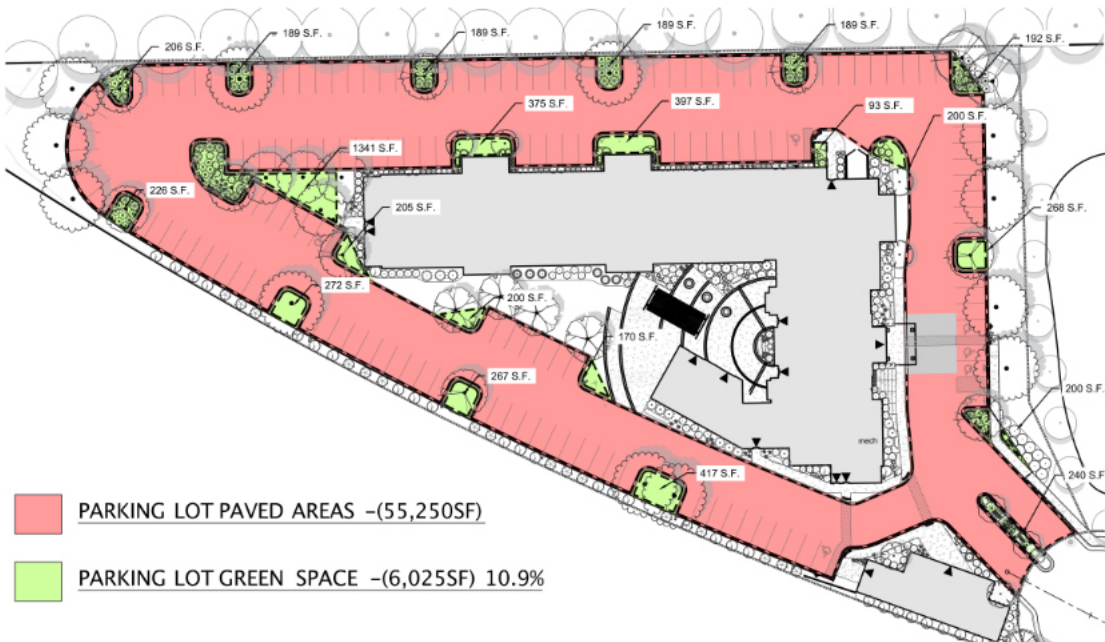 206 S.F.
189 S.F.
189 S.F.
189 S.F.
189 S.F.
192 S.F.
375 S.F.
397 S.F.
93 S.F.
200 S.F.
1341 S.F.
226 S.F.
205 S.F.
268 S.F.
272 S.F.
200 S.F.
170 S.F.
267 S.F.
200 S.F.
mech
417 S.F.
240 S.F.
PARKING LOT PAVED AREAS -(55,250SF)
PARKING LOT GREEN SPACE -(6,025SF) 10.9%